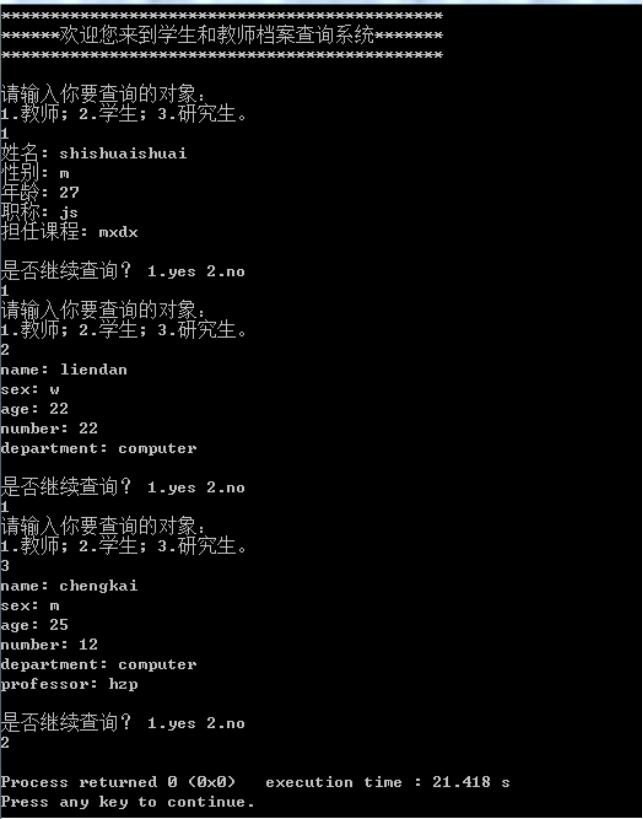 *********************************************
******欢迎您来到学生和教师档案查询系统*******
*********************************************
请输入你要查询的对象：
1.教师；2.学生；3.研究生。
1
姓名：shishuaishuai
性别：m
年龄：27
职称：js
担任课程：mxdx
是否继续查询？ 1.yes 2.no
1
请输入你要查询的对象：
1.教师；2.学生；3.研究生。
2
name: liendan
sex: w
age: 22
number: 22
department: computer
是否继续查询？ 1.yes 2.no
1
请输入你要查询的对象：
1.教师；2.学生；3.研究生。
3
name: chengkai
sex: m
age: 25
number: 12
department: computer
professor: hzp
是否继续查询？ 1.yes 2.no
2
Process returned 0 (0x0)   execution time : 21.418 s
Press any key to continue.